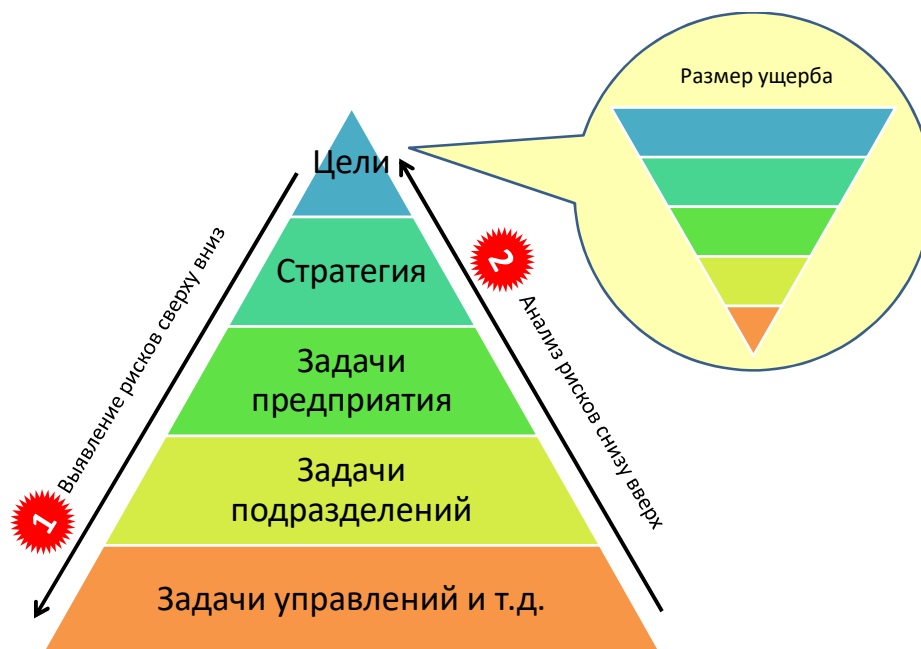 Размер ущерба
Цели
Стратегия
Задачи
предприятия
Задачи
подразделений
Задачи управлений и т.д.
1
Выявление рисков сверху вниз
2
Анализ рисков снизу вверх